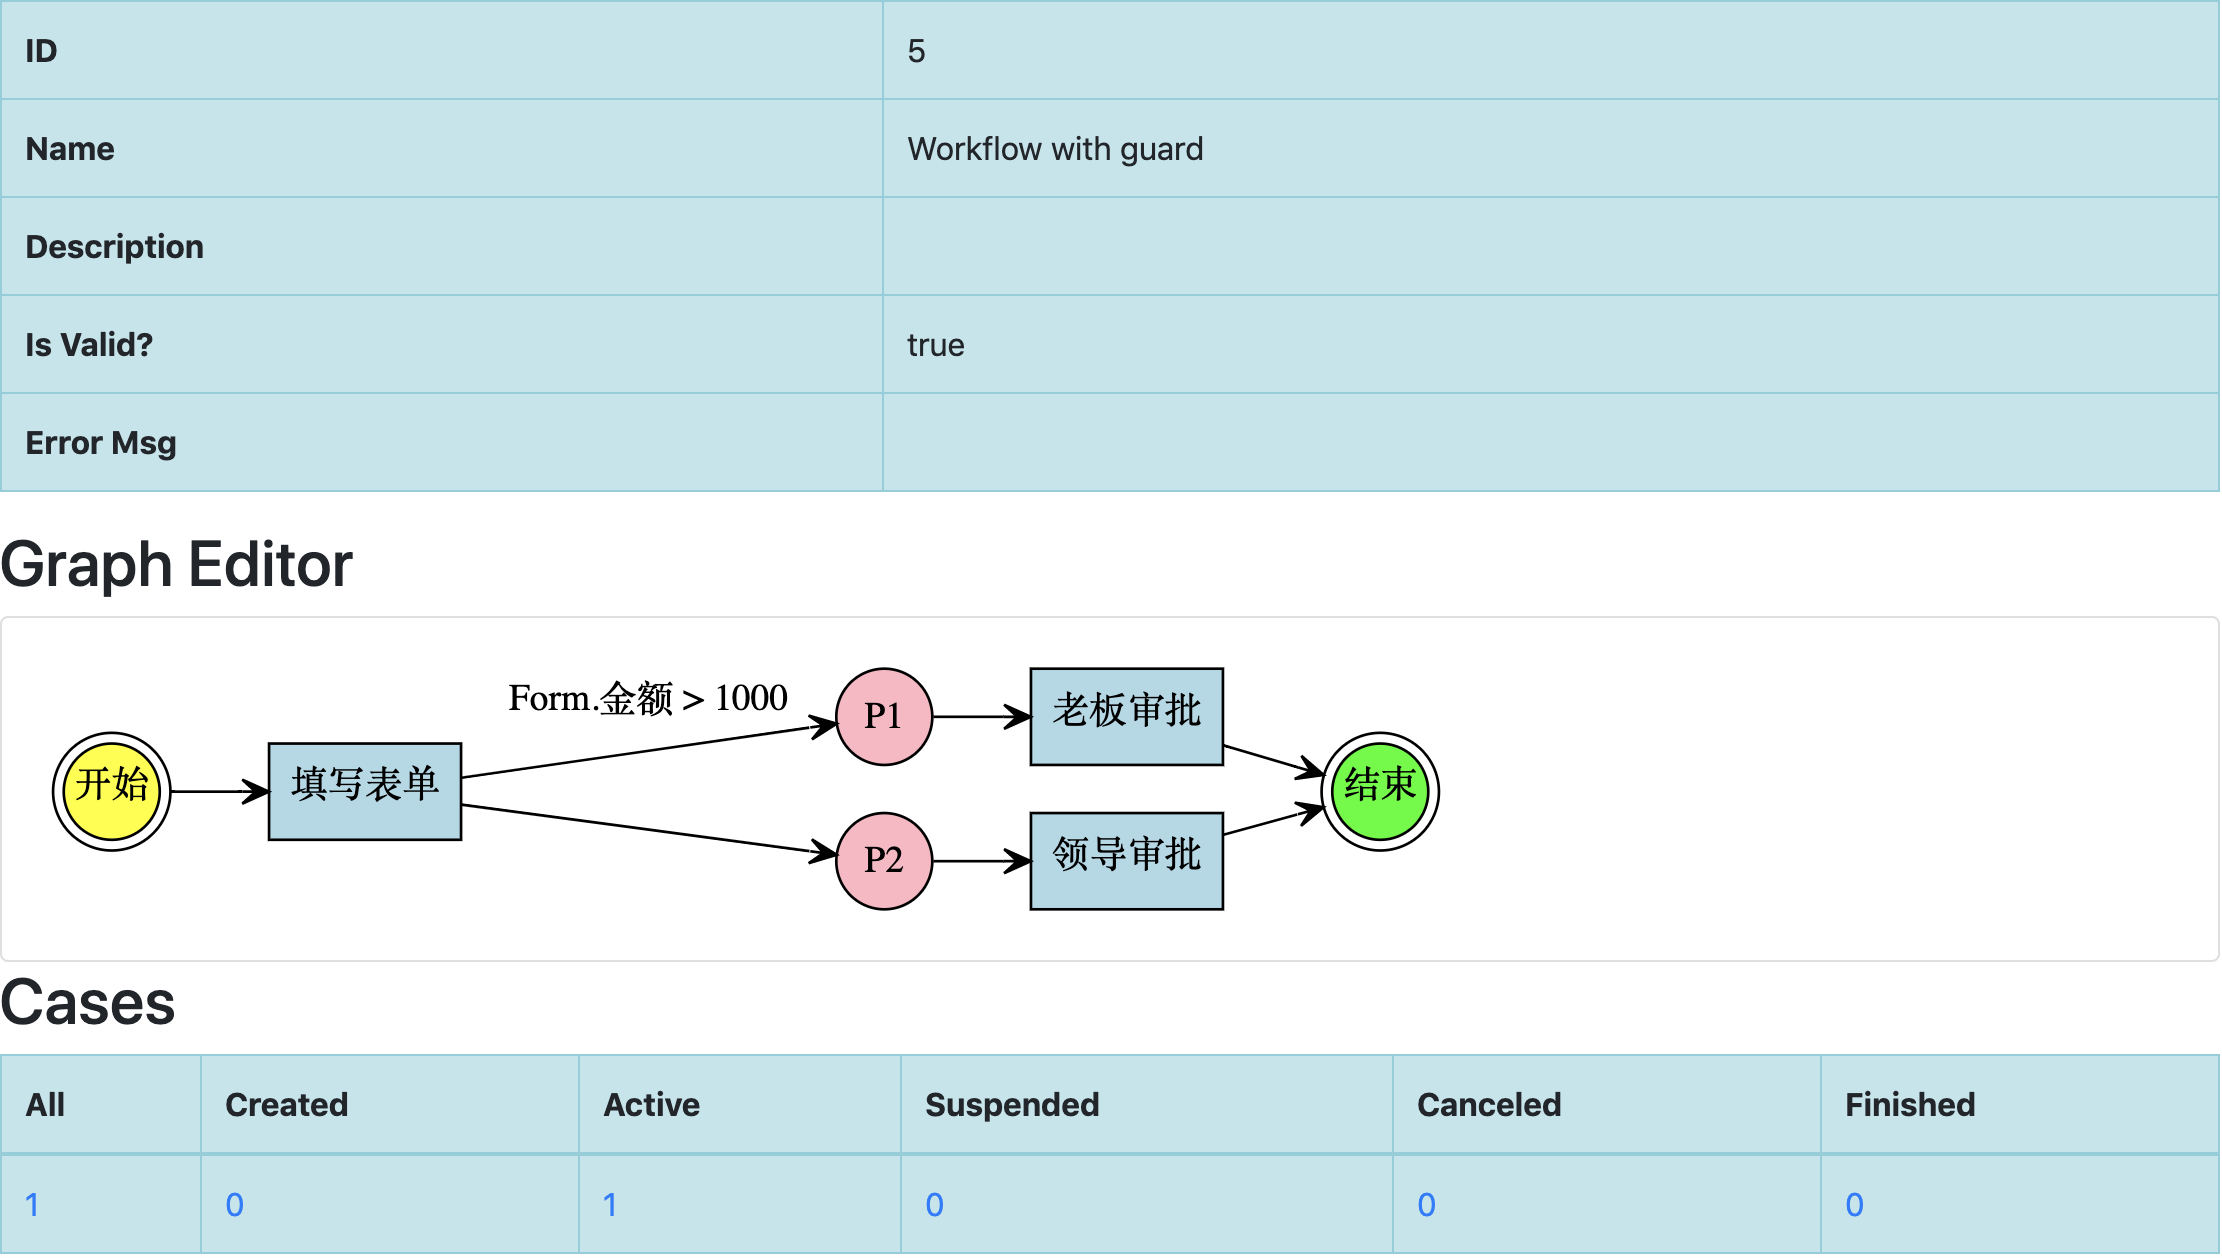 ID 5
Name Workflow with guard
Description
Is Valid? true
Error Msg
Graph Editor
Form.金额 > 1000
开始
填写表单
P1
老板审批
P2
领导审批
结束
Cases
All Created Active Suspended Canceled Finished
1 0 1 0 0 0